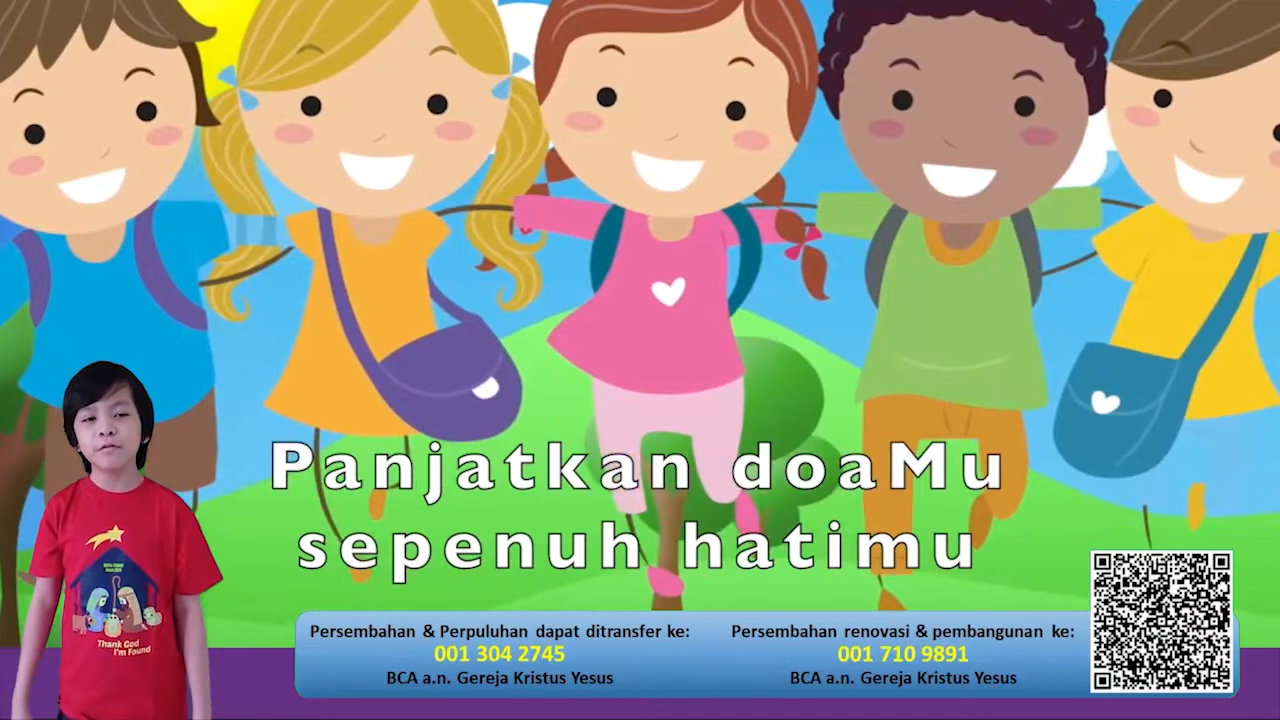 Panjatkan doaMu
sepenuh hatimu
Thank God
I'm Found
Persembahan & Perpuluhan dapat ditransfer ke:
001 304 2745
BCA a.n. Gereja Kristus Yesus
Persembahan renovasi & pembangunan ke:
001 710 9891
BCA a.n. Gereja Kristus Yesus